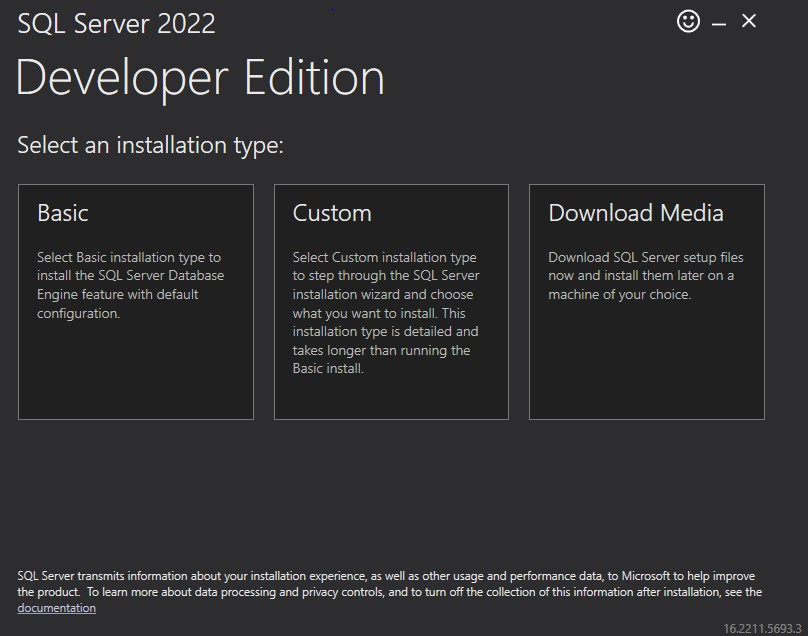 SQL Server 2022
Developer Edition
Select an installation type:
Basic
Select Basic installation type to
install the SQL Server Database
Engine feature with default
configuration.
Custom
Select Custom installation type
to step through the SQL Server
installation wizard and choose
what you want to install. This
installation type is detailed and
takes longer than running the
Basic install.
Download Media
Download SQL Server setup files
now and install them later on a
machine of your choice.
SQL Server transmits information about your installation experience, as well as other usage and performance data, to Microsoft to help improve
the product.  To learn more about data processing and privacy controls, and to turn off the collection of this information after installation, see the
documentation
16.2211.5693.3